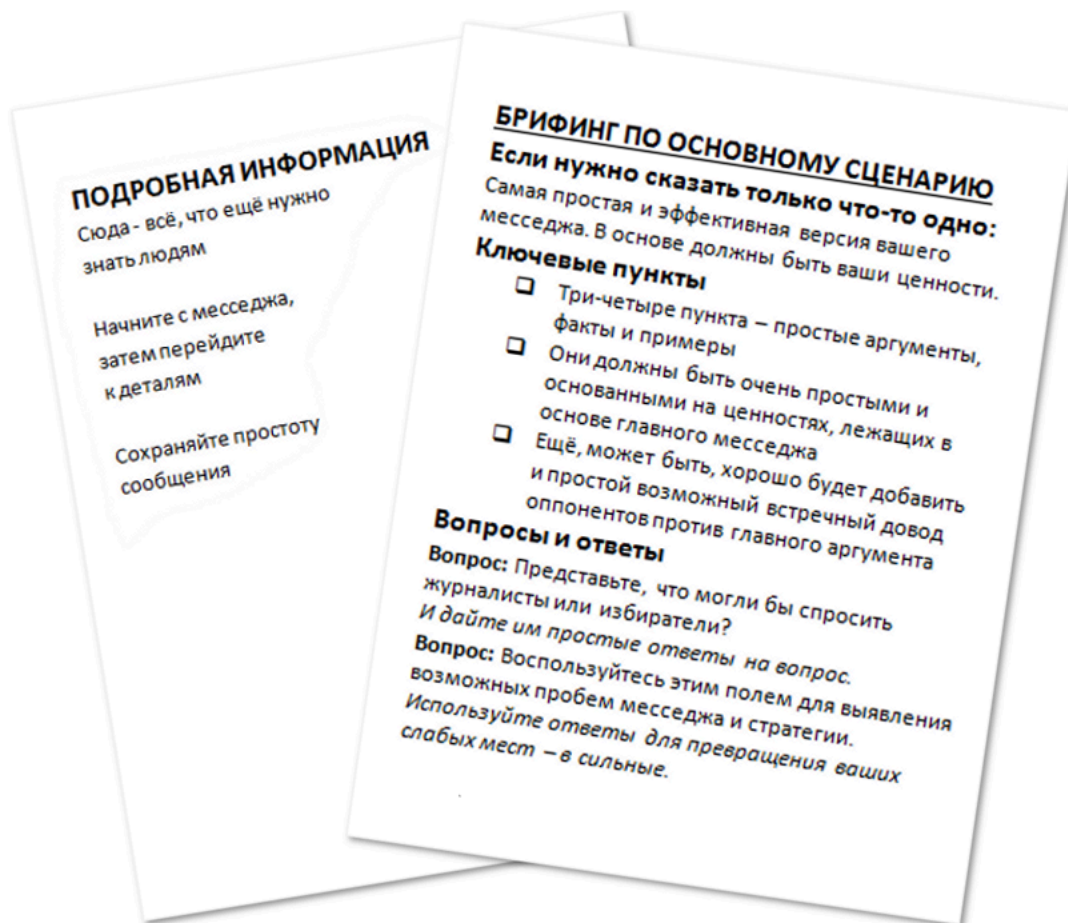 ПОДРОБНАЯ ИНФОРМАЦИЯ
Сюда - всё, что ещё нужно
знать людям
Начните с месседжа,
затем перейдите
к деталям
Сохраняйте простоту
сообщения
БРИФИНГ ПО ОСНОВНОМУ СЦЕНАРИЮ
Если нужно сказать только что-то одно:
Самая простая и эффективная версия вашего
месседжа. В основе должны быть ваши ценности.
Ключевые пункты
❑ Три-четыре пункта – простые аргументы,
факты и примеры
❑ Они должны быть очень простыми и
основанными на ценностях, лежащих в
основе главного месседжа
❑ Ещё, может быть, хорошо будет добавить
и простой возможный встречный довод
оппонентов против главного аргумента
Вопросы и ответы
Вопрос: Представьте, что могли бы спросить
журналисты или избиратели?
И дайте им простые ответы на вопрос.
Вопрос: Воспользуйтесь этим полем для выявления
возможных пробем месседжа и стратегии.
Используйте ответы для превращения ваших
слабых мест – в сильные.